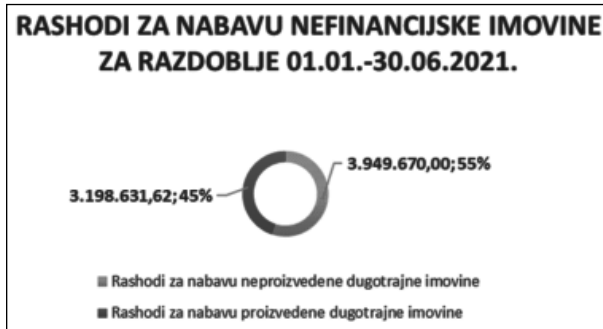 RASHODI ZA NABAVU NEFINANCIJSKE IMOVINE
ZA RAZDOBLJE 01.01.-30.06.2021.
3.949.670,00;55%
3.198.631,62;45%
Rashodi za nabavu neproizvedene dugotrajne imovine
Rashodi za nabavu proizvedene dugotrajne imovine